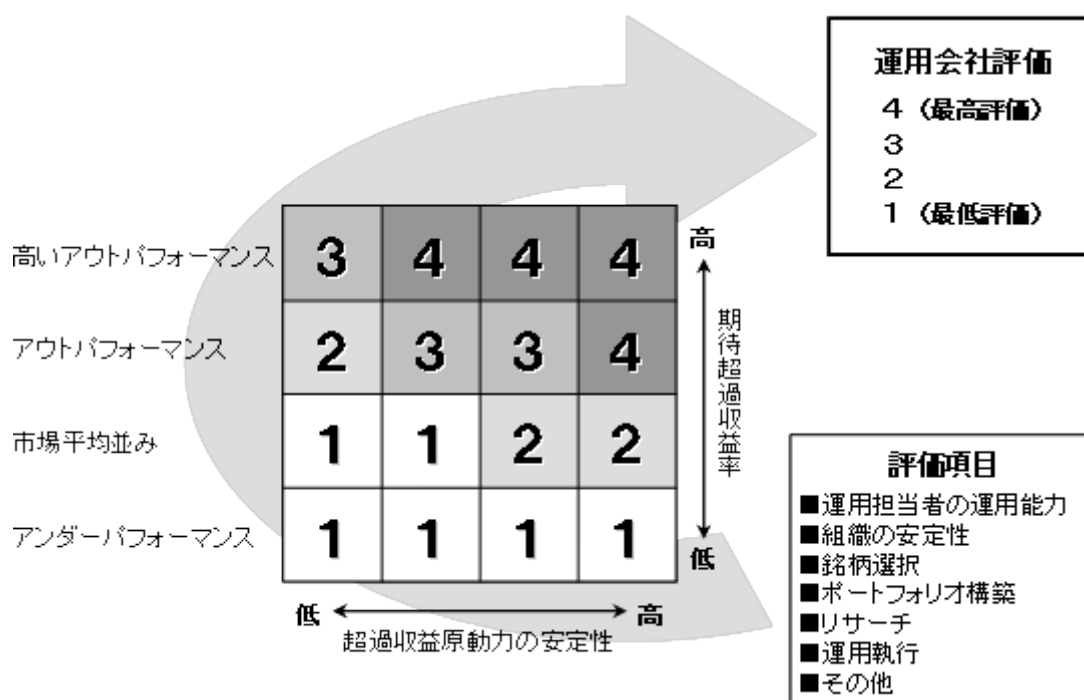 運用会社評価
4 (最高評価)
3
2
1 (最低評価)
高いアウトパフォーマンス 3 4 4 4 高
アウトパフォーマンス 2 3 3 4
市場平均並み 1 1 2 2
アンダーパフォーマンス 1 1 1 1 低
期待超過収益率
低 高
超過収益原動力の安定性
評価項目
■運用担当者の運用能力
■組織の安定性
■銘柄選択
■ポートフォリオ構築
■リサーチ
■運用執行
■その他